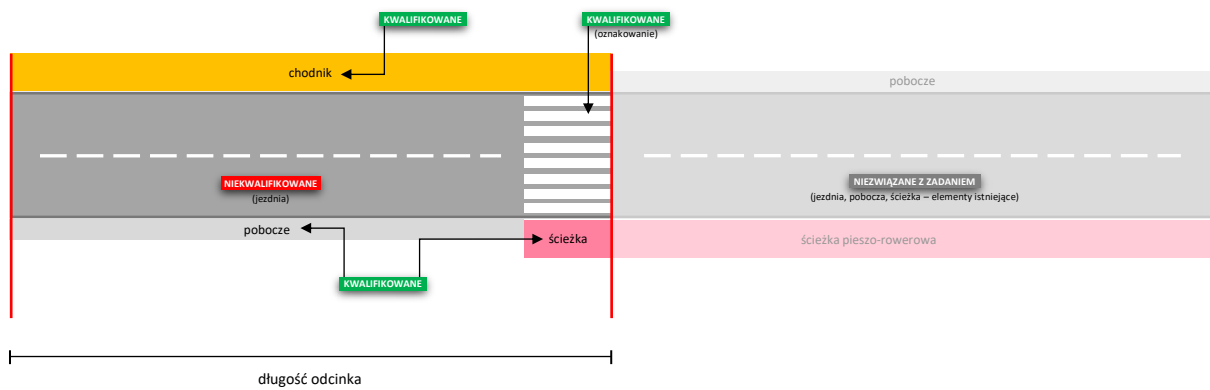 KWALIFIKOWANE
KWALIFIKOWANE
(oznakowanie)
chodnik
pobocze
NIEKWALIFIKOWANE
(jezdnia)
NIEZWIĄZANE Z ZADANIEM
(jezdnia, pobocza, ścieżka – elementy istniejące)
pobocze
ścieżka
ścieżka pieszo-rowerowa
KWALIFIKOWANE
długość odcinka